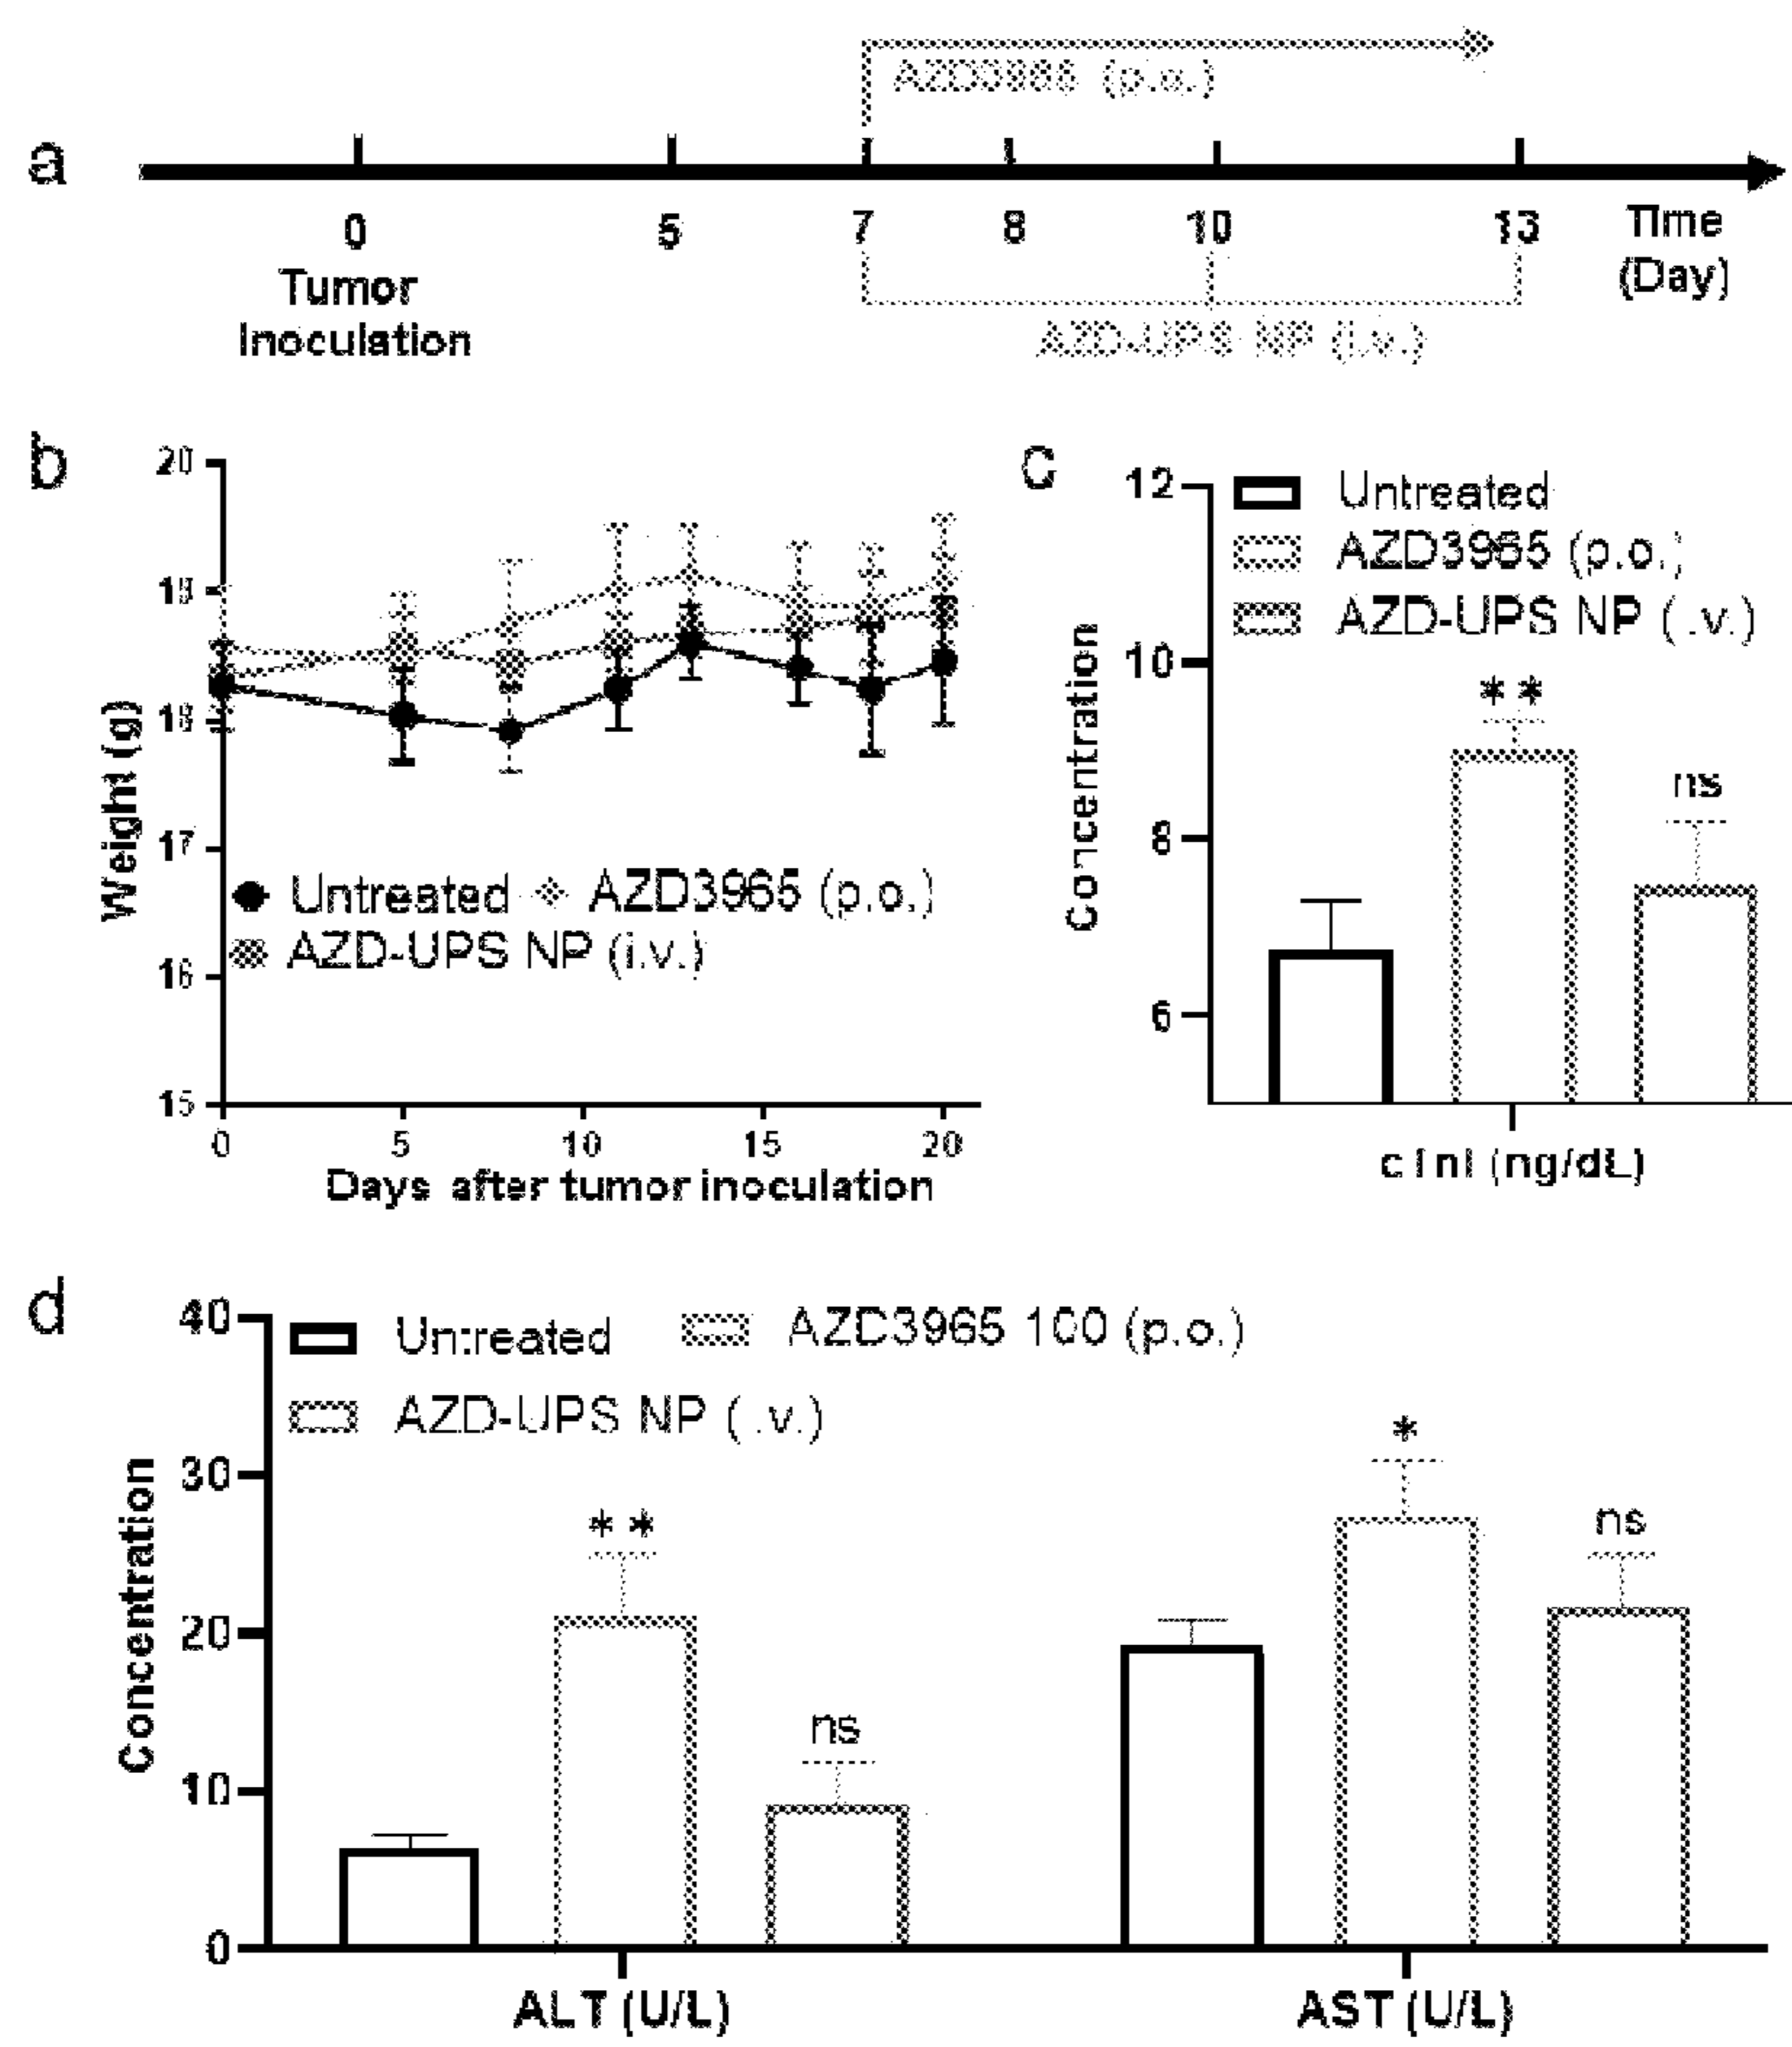 a
AZD3965 (p.o.)
0 5 7 8 10 13 Time
(Day)
Tumor
Inoculation
AZD-UPS NP (i.v.)
b
20
19
18
17
16
15
Weight (g)
Untreated AZD3965 (p.o.)
AZD-UPS NP (i.v.)
0 5 10 15 20
Days after tumor inoculation
c
12
10
8
6
Concentration
Untreated
AZD3965 (p.o.)
AZD-UPS NP (i.v.)
**
ns
cTnI (ng/dL)
d
40
30
20
10
0
Concentration
Untreated AZD3965 100 (p.o.)
AZD-UPS NP (i.v.)
**
ns
*
ns
ALT (U/L) AST (U/L)